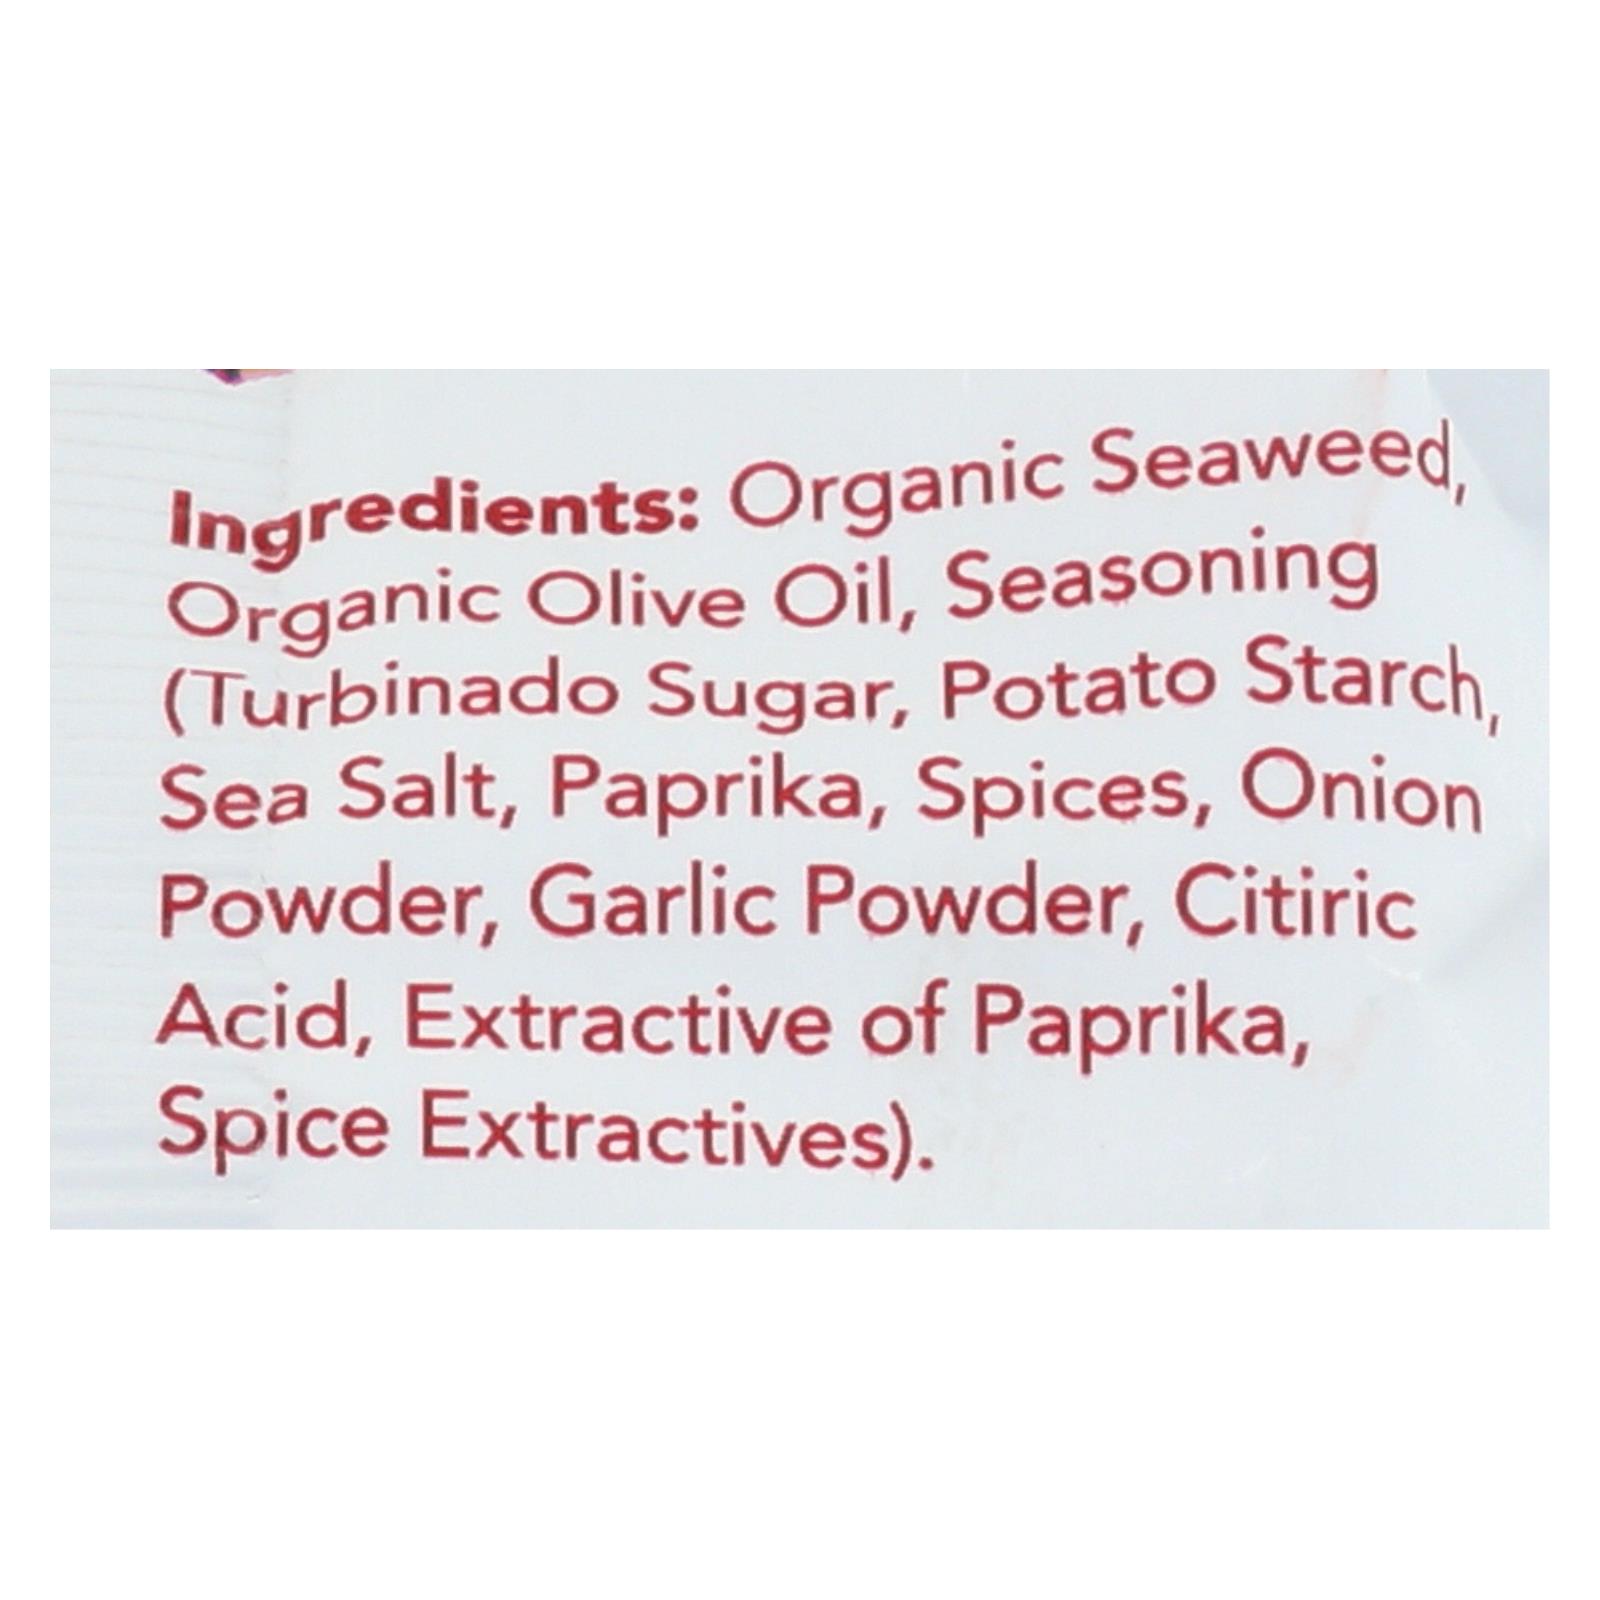 Ingredients: Organic Seaweed,
Organic Olive Oil, Seasoning
(Turbinado Sugar, Potato Starch,
Sea Salt, Paprika, Spices, Onion
Powder, Garlic Powder, Citiric
Acid, Extractive of Paprika,
Spice Extractives).